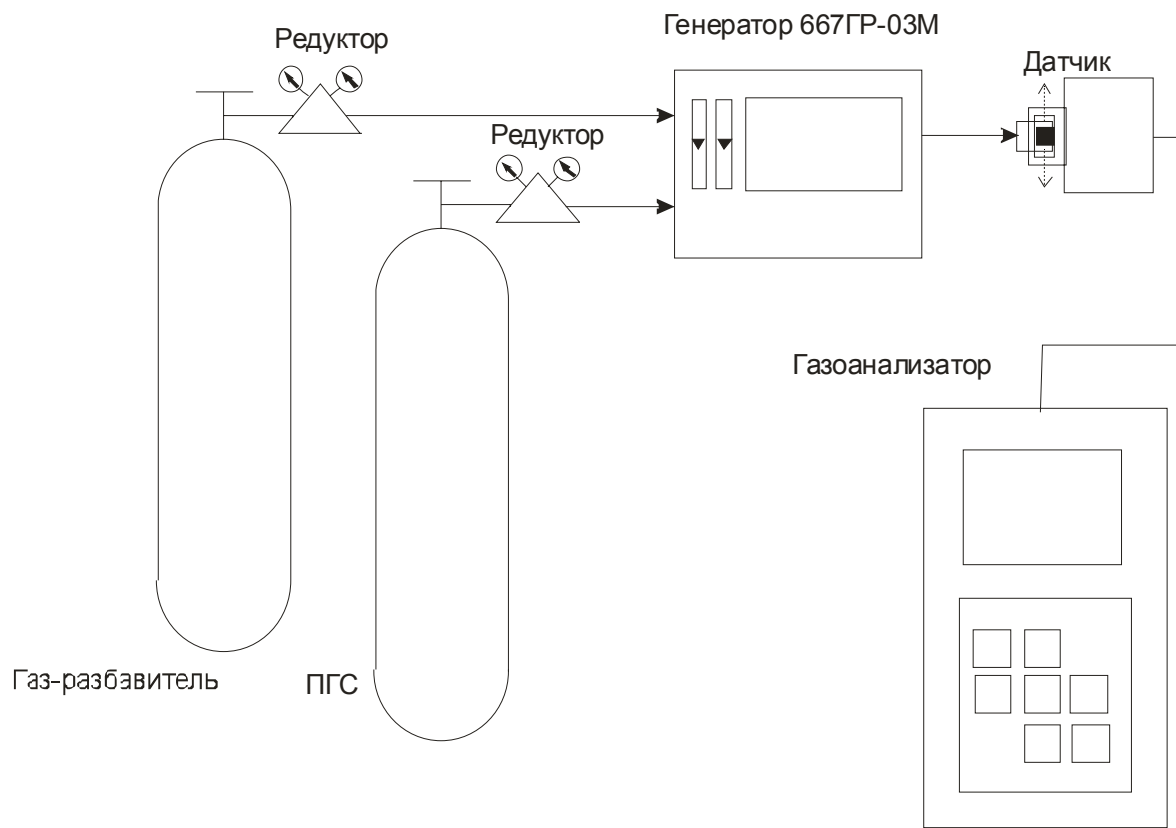 Генератор 667ГР-03М
Редуктор
Датчик
Редуктор
Газоанализатор
Газ-разбавитель
ПГС